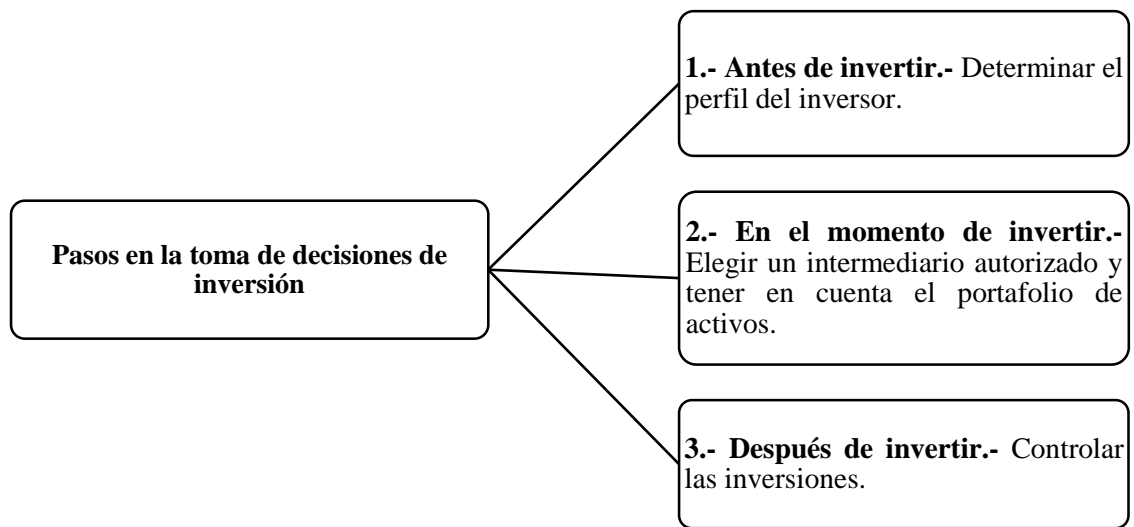 1.- Antes de invertir.- Determinar el
perfil del inversor.
Pasos en la toma de decisiones de
inversión
2.- En el momento de invertir.-
Elegir un intermediario autorizado y
tener en cuenta el portafolio de
activos.
3.- Después de invertir.- Controlar
las inversiones.